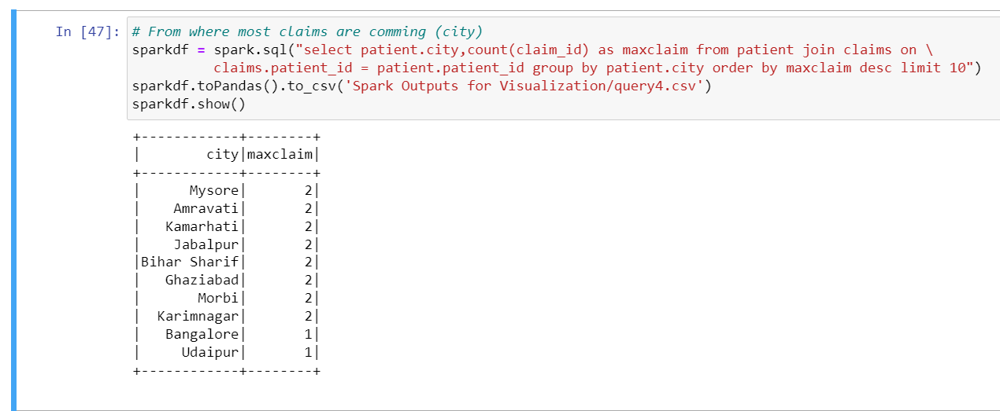 In [47]: # From where most claims are comming (city)
sparkdf = spark.sql("select patient.city,count(claim_id) as maxclaim from patient join claims on \
claims.patient_id = patient.patient_id group by patient.city order by maxclaim desc limit 10")
sparkdf.toPandas().to_csv('Spark Outputs for Visualization/query4.csv')
sparkdf.show()
+------------+--------+
|        city|maxclaim|
+------------+--------+
|      Mysore|       2|
|    Amravati|       2|
|   Kamarhati|       2|
|    Jabalpur|       2|
|Bihar Sharif|       2|
|   Ghaziabad|       2|
|       Morbi|       2|
|  Karimnagar|       2|
|   Bangalore|       1|
|     Udaipur|       1|
+------------+--------+